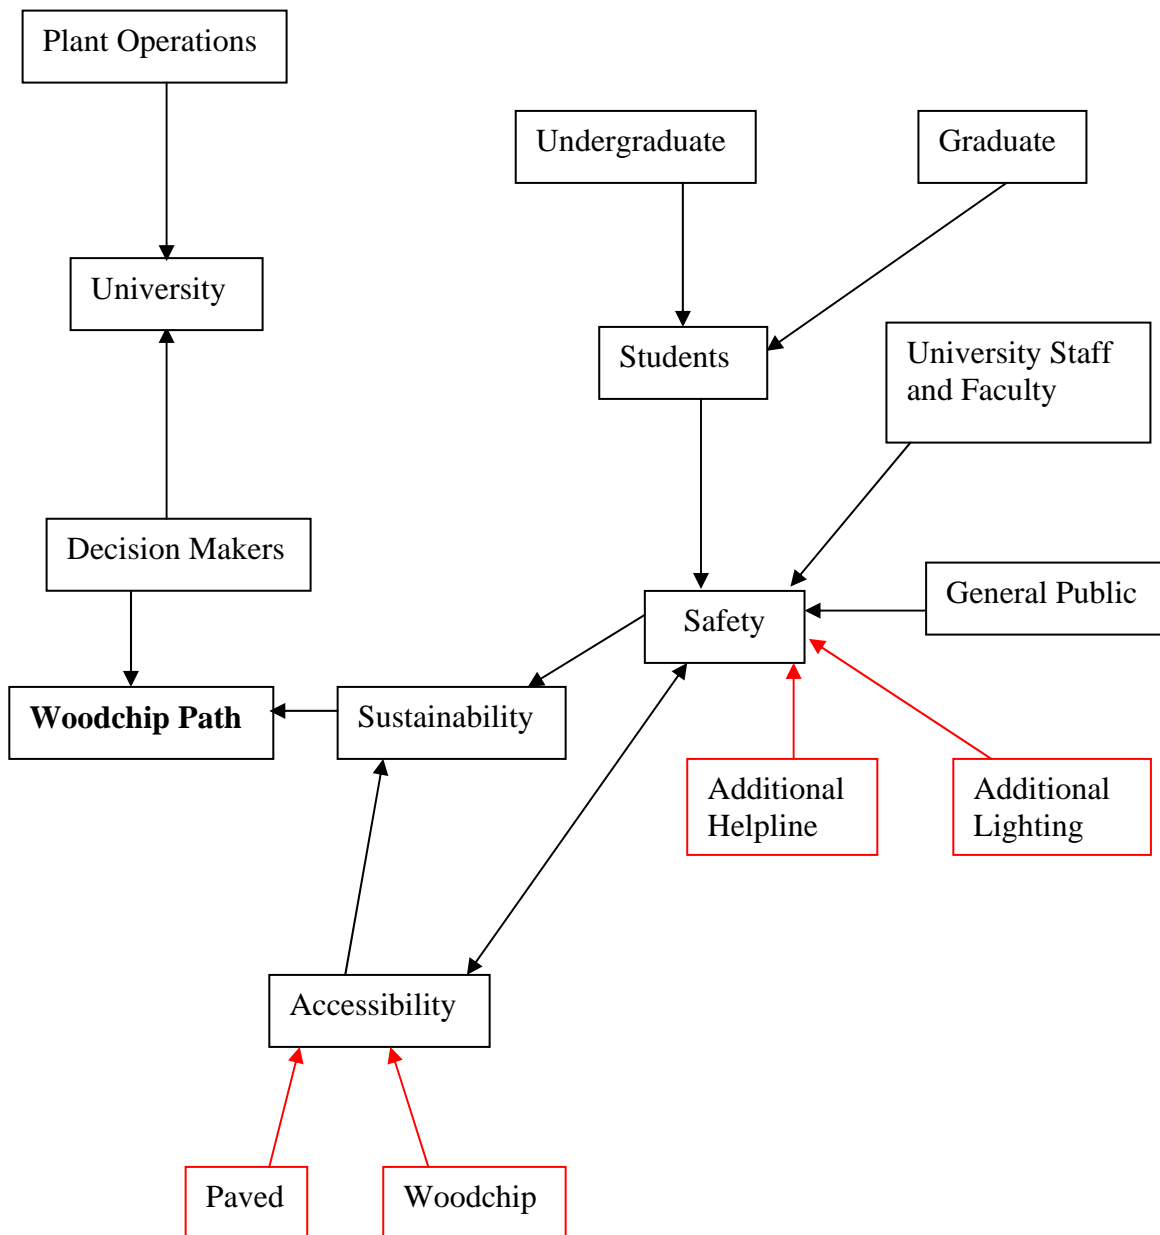 Plant Operations
Undergraduate
Graduate
University
Students
University Staff
and Faculty
Decision Makers
General Public
Safety
Woodchip Path
Sustainability
Additional
Helpline
Additional
Lighting
Accessibility
Paved
Woodchip